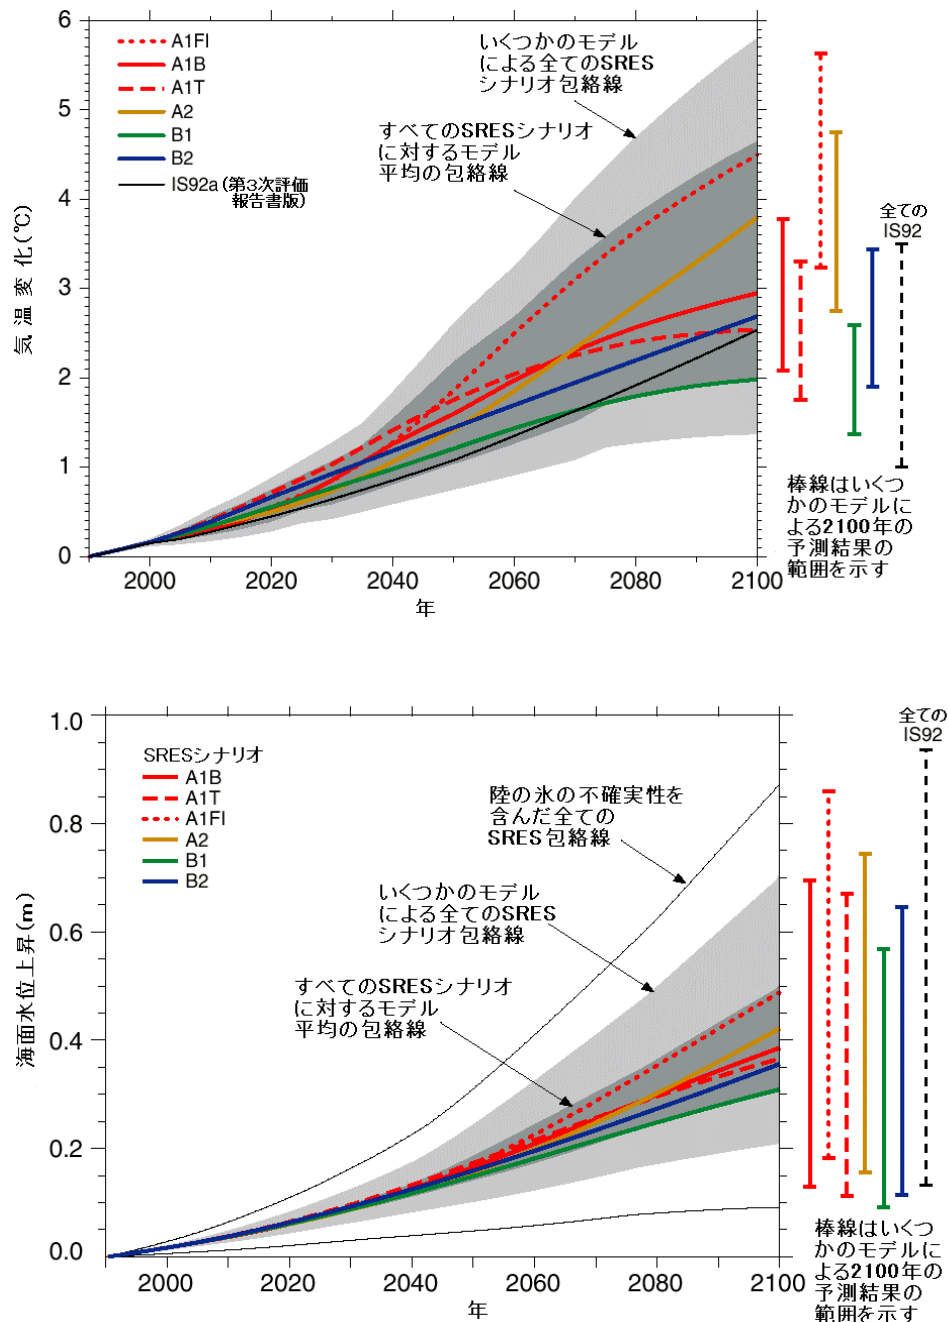 6
5
4
3
2
1
0
気温変化(℃)
A1FI
A1B
A1T
A2
B1
B2
IS92a (第3次評価
報告書版)
いくつかのモデル
による全てのSRES
シナリオ包絡線
すべてのSRESシナリオ
に対するモデル
平均の包絡線
全ての
IS92
棒線はいくつ
かのモデルに
よる2100年の
予測結果の
範囲を示す
2000
2020
2040
2060
2080
2100
年
1.0
0.8
0.6
0.4
0.2
0.0
海面水位上昇(m)
SRESシナリオ
A1B
A1T
A1FI
A2
B1
B2
陸の氷の不確実性を
含んだ全ての
SRES包絡線
いくつかのモデル
による全てのSRES
シナリオ包絡線
すべてのSRESシナリオ
に対するモデル
平均の包絡線
全ての
IS92
棒線はいくつ
かのモデルに
よる2100年の
予測結果の
範囲を示す
2000
2020
2040
2060
2080
2100
年